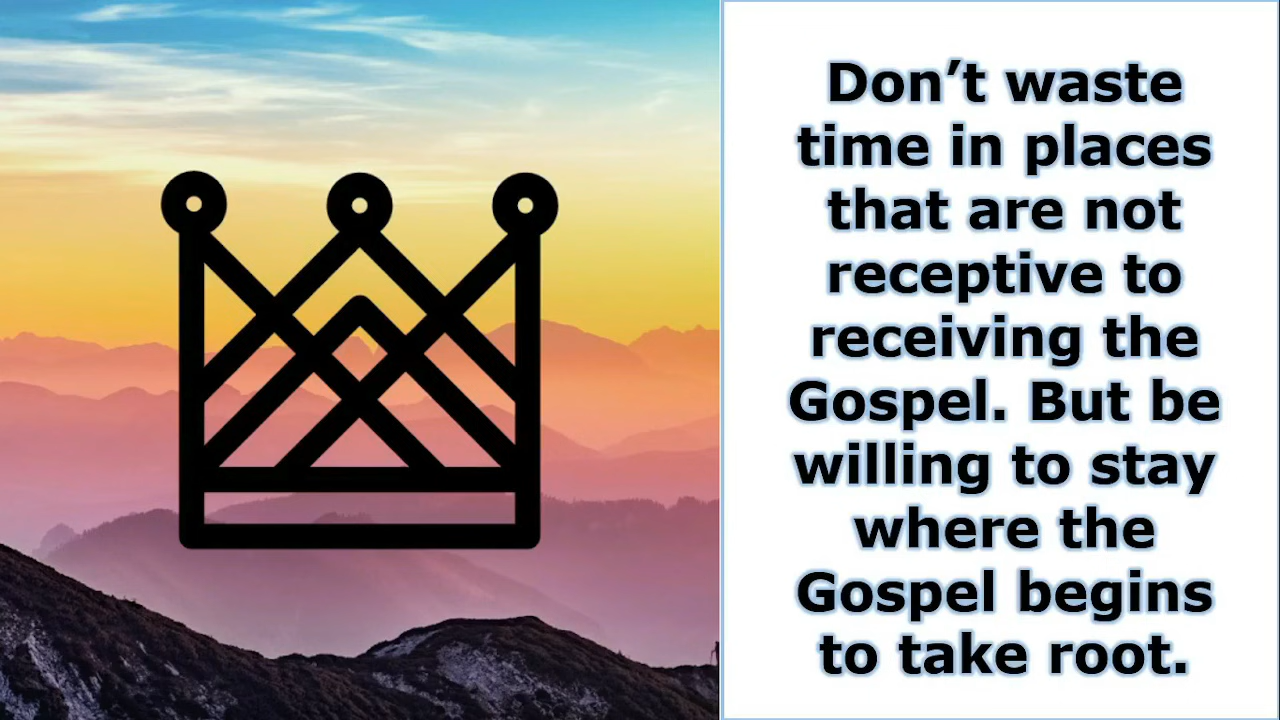 Don’t waste
time in places
that are not
receptive to
receiving the
Gospel. But be
willing to stay
where the
Gospel begins
to take root.